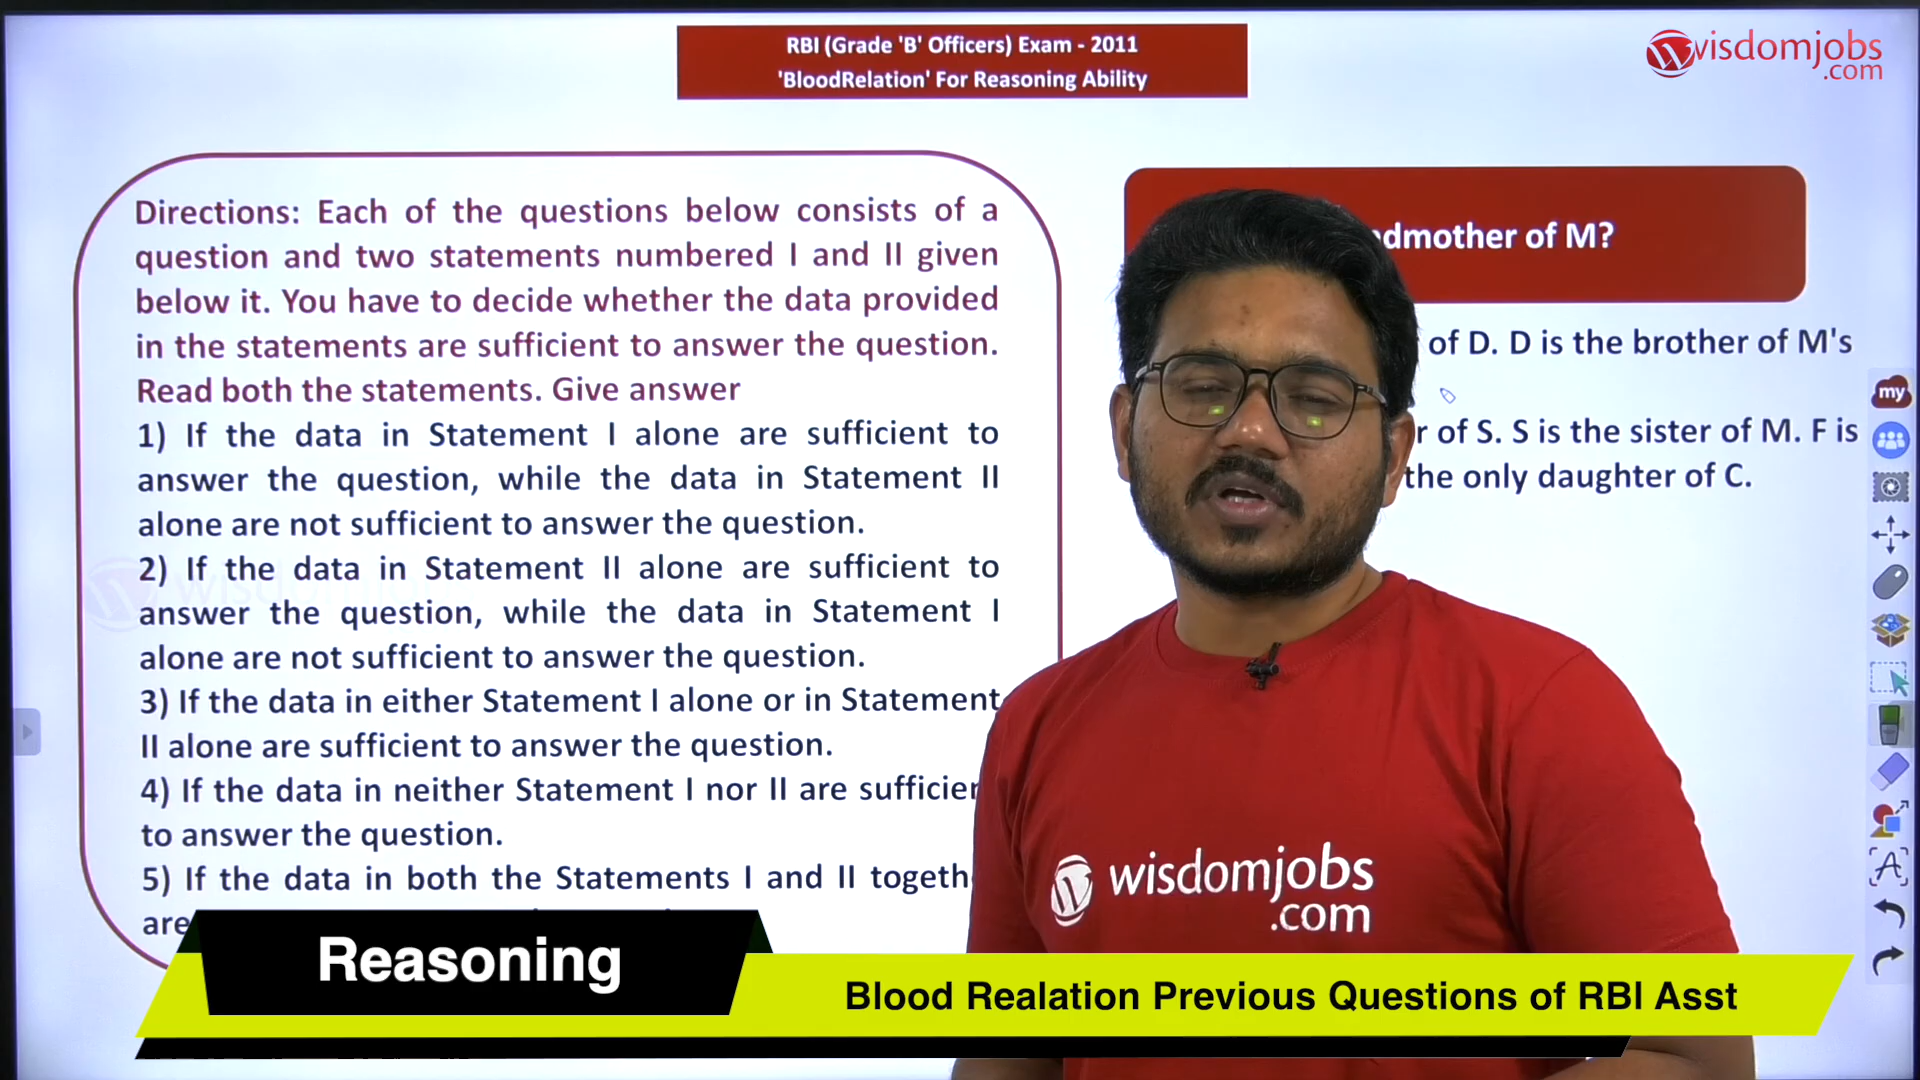 RBI (Grade 'B' Officers) Exam - 2011
'BloodRelation' For Reasoning Ability
wisdomjobs
.com
Directions: Each of the questions below consists of a
question and two statements numbered I and II given
below it. You have to decide whether the data provided
in the statements are sufficient to answer the question.
Read both the statements. Give answer
1) If the data in Statement I alone are sufficient to
answer the question, while the data in Statement II
alone are not sufficient to answer the question.
2) If the data in Statement II alone are sufficient to
answer the question, while the data in Statement I
alone are not sufficient to answer the question.
3) If the data in either Statement I alone or in Statement
II alone are sufficient to answer the question.
4) If the data in neither Statement I nor II are
to answer the question.
5) If the data in both the Statements I and II
are
of M?
of D. D is the brother of M's
of S. S is the sister of M. F is
the only daughter of C.
my
wisdomjobs
.com
Reasoning
Blood Realation Previous Questions of RBI Asst